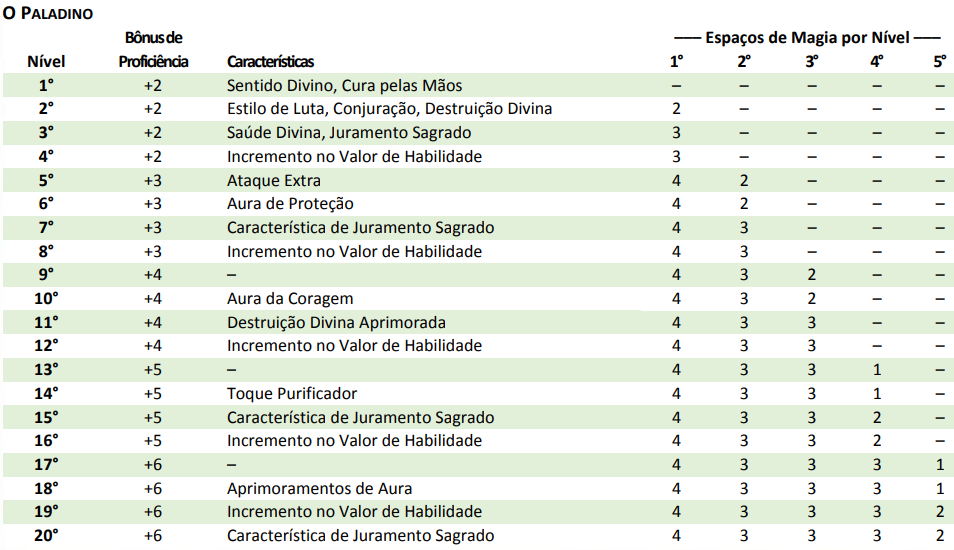 O PALADINO
Bônus de —— Espaços de Magia por Nível ——
Nível Proficiência Características 1° 2° 3° 4° 5°
1° +2 Sentido Divino, Cura pelas Mãos – – – – –
2° +2 Estilo de Luta, Conjuração, Destruição Divina 2 – – – –
3° +2 Saúde Divina, Juramento Sagrado 3 – – – –
4° +2 Incremento no Valor de Habilidade 3 – – – –
5° +3 Ataque Extra 4 2 – – –
6° +3 Aura de Proteção 4 2 – – –
7° +3 Característica de Juramento Sagrado 4 3 – – –
8° +3 Incremento no Valor de Habilidade 4 3 – – –
9° +4 – 4 3 2 – –
10° +4 Aura da Coragem 4 3 2 – –
11° +4 Destruição Divina Aprimorada 4 3 3 – –
12° +4 Incremento no Valor de Habilidade 4 3 3 – –
13° +5 – 4 3 3 1 –
14° +5 Toque Purificador 4 3 3 1 –
15° +5 Característica de Juramento Sagrado 4 3 3 2 –
16° +5 Incremento no Valor de Habilidade 4 3 3 2 –
17° +6 – 4 3 3 3 1
18° +6 Aprimoramentos de Aura 4 3 3 3 1
19° +6 Incremento no Valor de Habilidade 4 3 3 3 2
20° +6 Característica de Juramento Sagrado 4 3 3 3 2